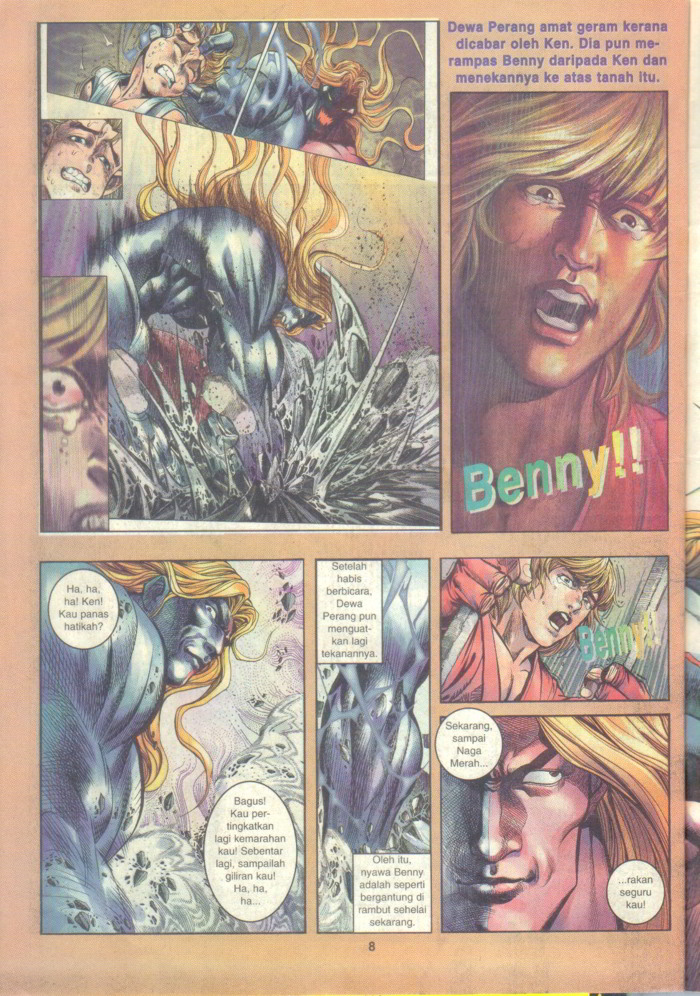 Dewa Perang amat geram kerana
dicabar oleh Ken. Dia pun me-
rampas Benny daripada Ken dan
menekannya ke atas tanah itu.
Benny!!
Ha, ha,
ha! Ken!
Kau panas
hatikah?
Bagus!
Kau per-
tingkatkan
lagi kemarahan
kau! Sebentar
lagi, sampailah
giliran kau!
Ha, ha,
ha...
Setelah
habis
berbicara,
Dewa
Perang pun
menguat-
kan lagi
tekanannya.
Oleh itu,
nyawa Benny
adalah seperti
bergantung di
rambut sehelai
sekarang.
Benny!!
Sekarang,
sampai
Naga
Merah...
...rakan
seguru
kau!
8